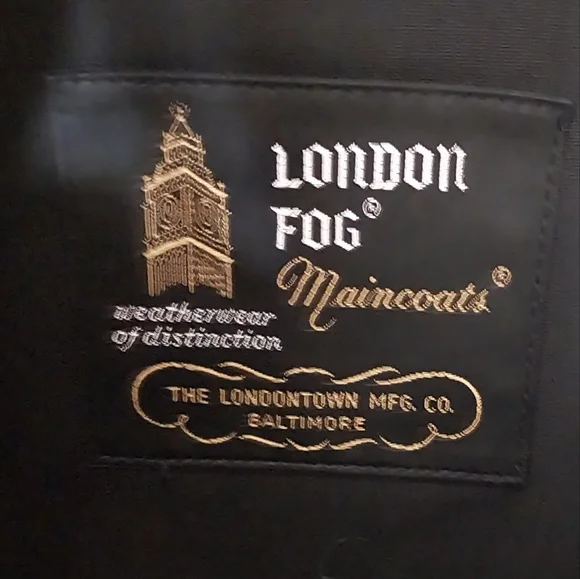 LONDON
FOG®
Maincoats®
weatherwear
of distinction
THE LONDONTOWN MFG. CO.
BALTIMORE